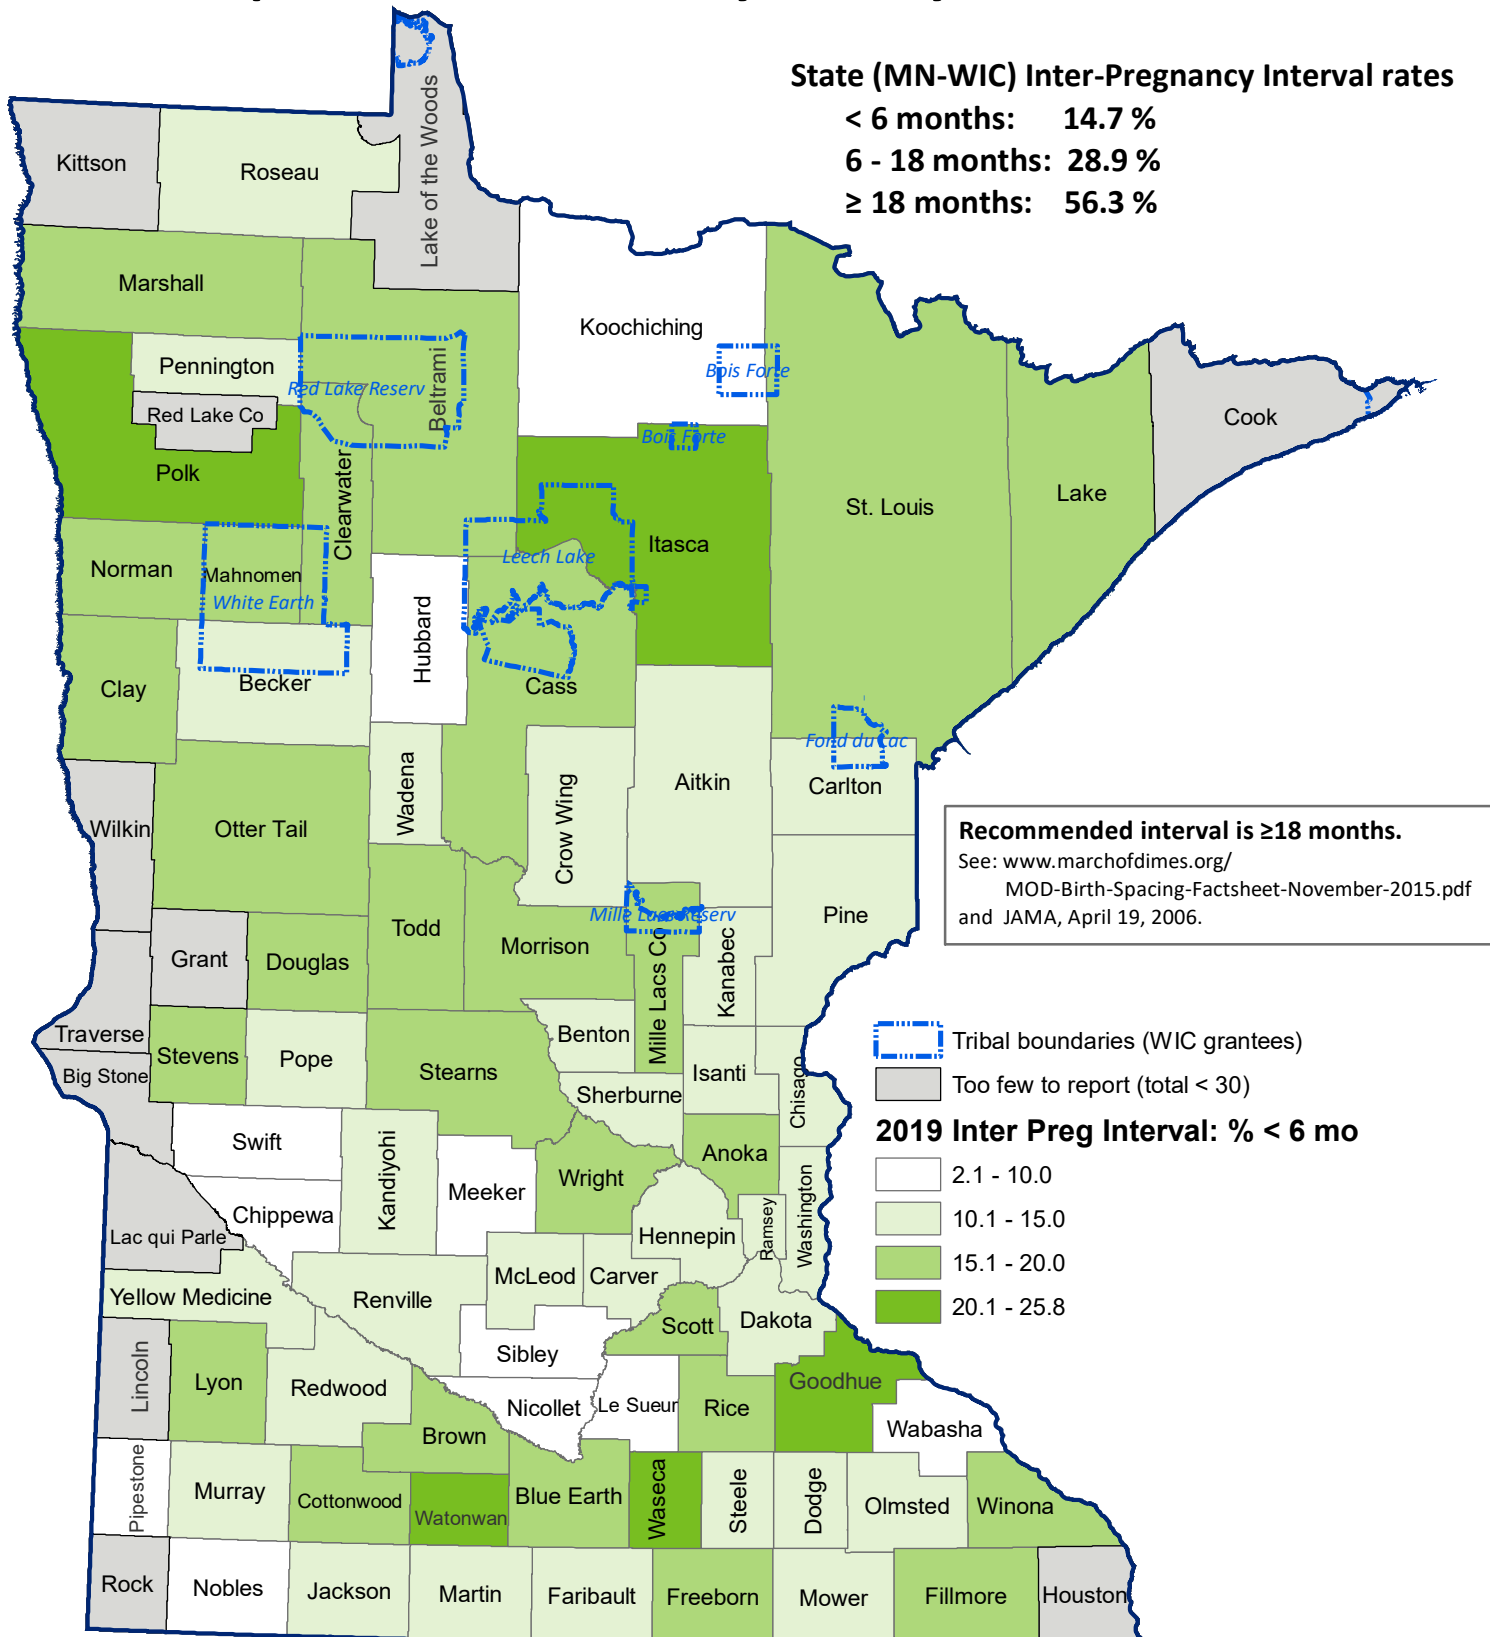 State (MN-WIC) Inter-Pregnancy Interval rates
< 6 months: 14.7 %
6 - 18 months: 28.9 %
≥ 18 months: 56.3 %
Kittson
Roseau
Lake of the Woods
Marshall
Koochiching
Pennington
Bois Forte
Red Lake Reserv
Beltrami
Red Lake Co
Cook
Bois Forte
Polk
Clearwater
St. Louis
Lake
Itasca
Leech Lake
Norman
Mahnomen
White Earth
Hubbard
Clay
Becker
Cass
Fond du Lac
Wadena
Crow Wing
Aitkin
Carlton
Wilkin
Otter Tail
Recommended interval is ≥18 months.
See: www.marchofdimes.org/
MOD-Birth-Spacing-Factsheet-November-2015.pdf
and JAMA, April 19, 2006.
Mille Lacs Reserv
Pine
Todd
Morrison
Grant
Douglas
Kanabec
Mille Lacs Co
Traverse
Stevens
Pope
Benton
Tribal boundaries (WIC grantees)
Big Stone
Stearns
Isanti
Chisago
Too few to report (total < 30)
Sherburne
2019 Inter Preg Interval: % < 6 mo
Swift
Kandiyohi
Anoka
2.1 - 10.0
Meeker
Wright
Chippewa
Washington
Ramsey
10.1 - 15.0
Lac qui Parle
Hennepin
15.1 - 20.0
McLeod
Carver
Yellow Medicine
Renville
20.1 - 25.8
Scott
Dakota
Sibley
Lincoln
Lyon
Redwood
Goodhue
Nicollet
Le Sueur
Rice
Brown
Wabasha
Pipestone
Murray
Cottonwood
Watonwan
Blue Earth
Waseca
Steele
Dodge
Olmsted
Winona
Rock
Nobles
Jackson
Martin
Faribault
Freeborn
Mower
Fillmore
Houston